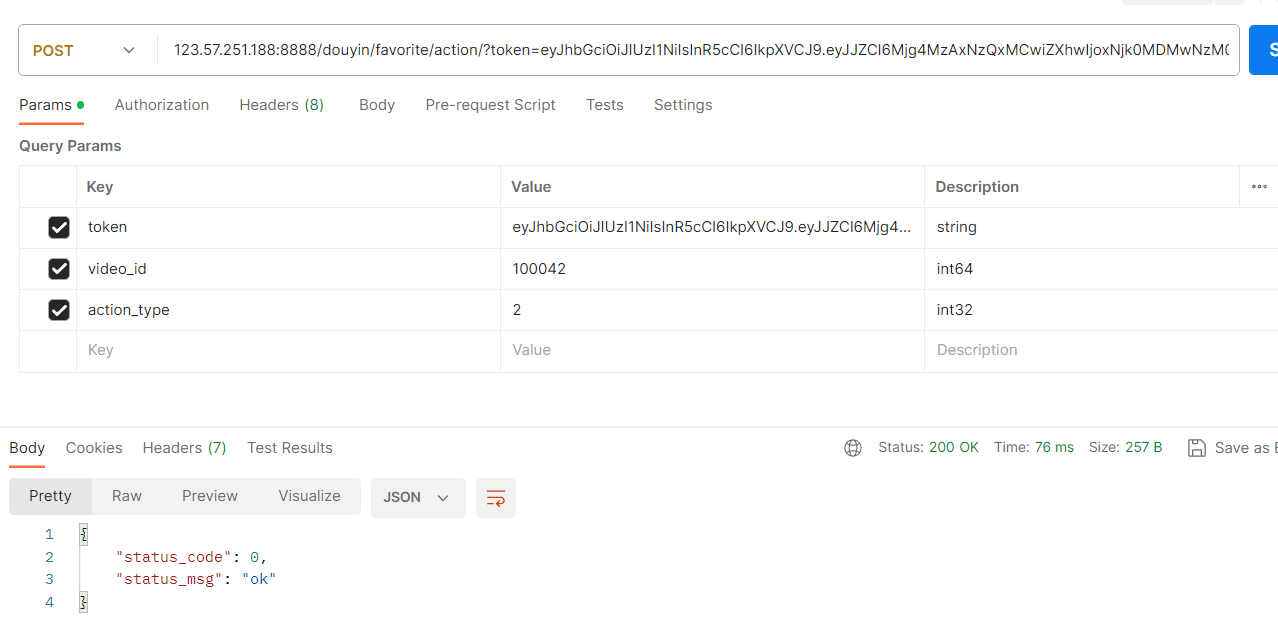 POST
123.57.251.188:8888/douyin/favorite/action/?token=eyJhbGciOiJIUzI1NiIsInR5cCI6IkpXVCJ9.eyJJZCI6Mjg4MzAxNzQxMCwiZXhwIjoxNjk0MDMwNzM0
S
Params
Authorization
Headers (8)
Body
Pre-request Script
Tests
Settings
Query Params
Key Value Description
token eyJhbGciOiJIUzI1NiIsInR5cCI6IkpXVCJ9.eyJJZCI6Mjg4... string
video_id 100042 int64
action_type 2 int32
Key Value Description
Body Cookies Headers (7) Test Results Status: 200 OK Time: 76 ms Size: 257 B Save as E
Pretty Raw Preview Visualize JSON
1 {
2 "status_code": 0,
3 "status_msg": "ok"
4 }